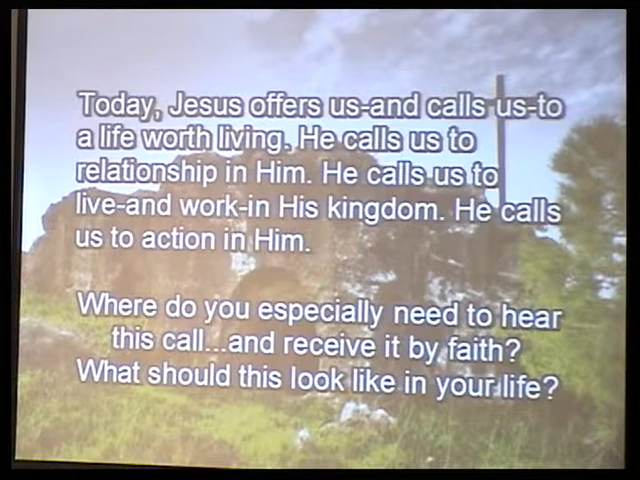 Today, Jesus offers us-and calls us-to
a life worth living. He calls us to
relationship in Him. He calls us to
live-and work-in His kingdom. He calls
us to action in Him.
Where do you especially need to hear
this call...and receive it by faith?
What should this look like in your life?